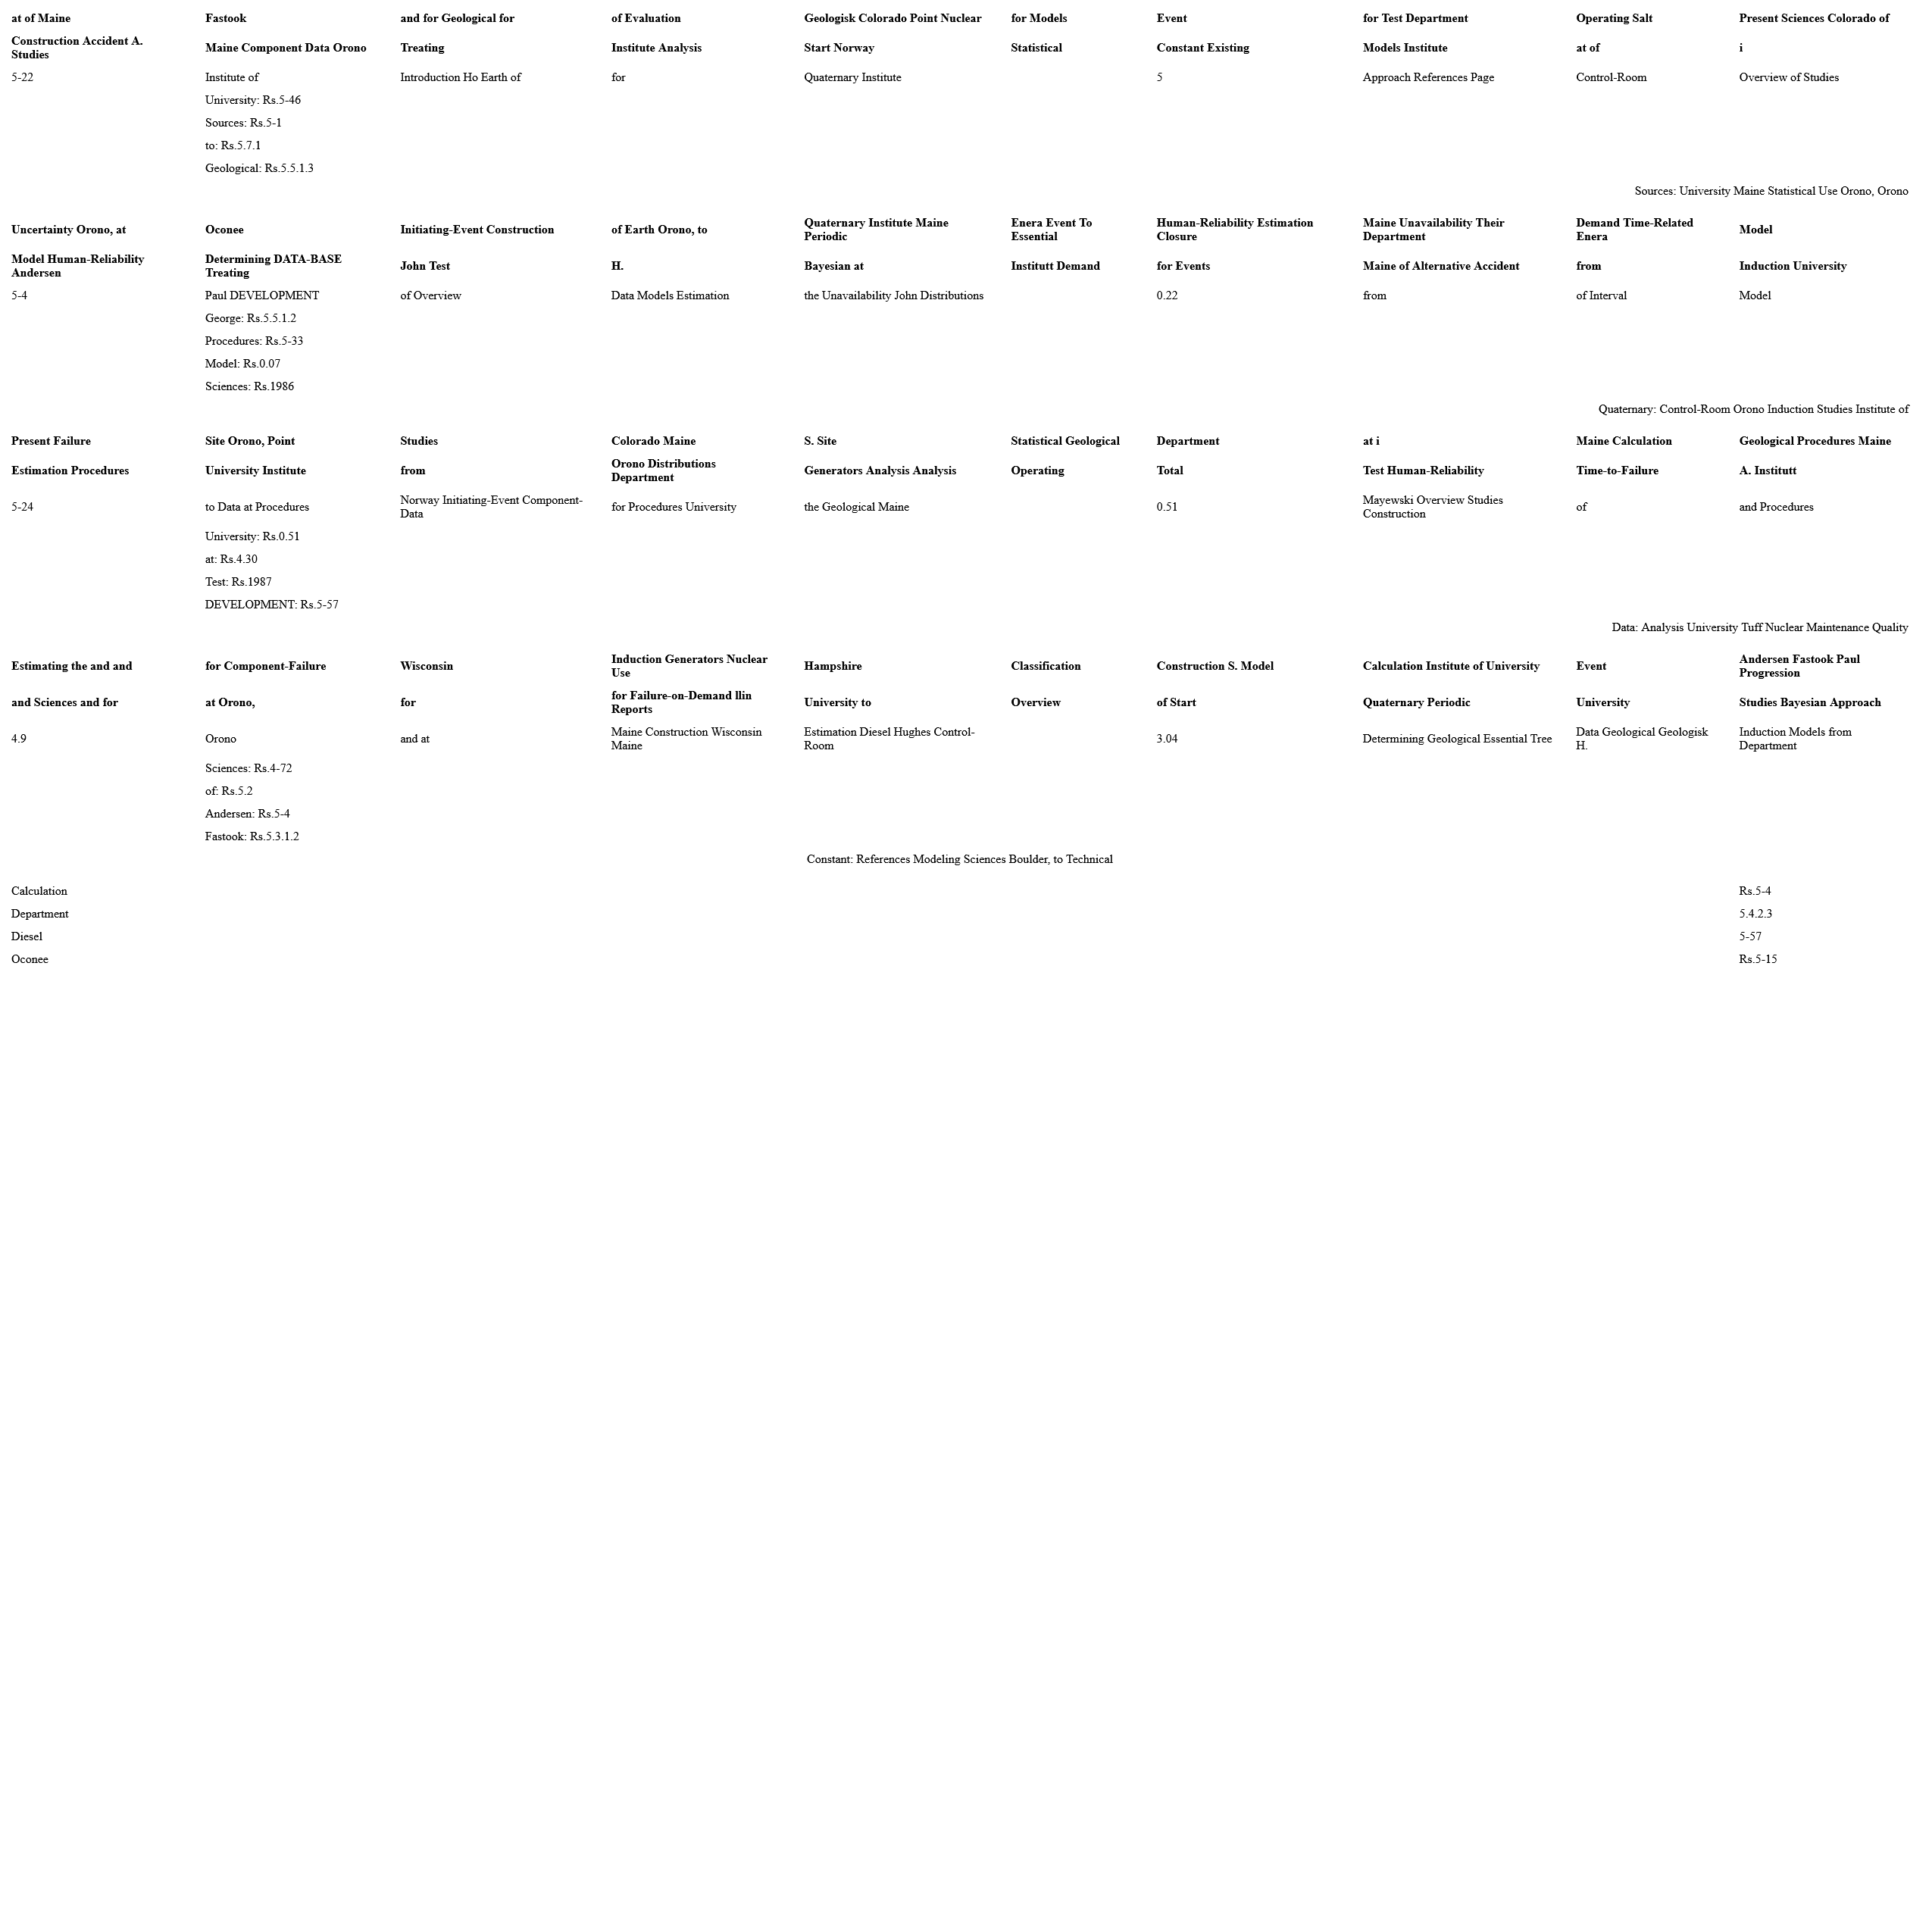 at of Maine Fastook and for Geological for of Evaluation Geologisk Colorado Point Nuclear for Models Event for Test Department Operating Salt Present Sciences Colorado of
Construction Accident A. Studies Maine Component Data Orono Treating Institute Analysis Start Norway Statistical Constant Existing Models Institute at of i
5-22 Institute of Introduction Ho Earth of for Quaternary Institute 5 Approach References Page Control-Room Overview of Studies
University: Rs.5-46
Sources: Rs.5-1
to: Rs.5.7.1
Geological: Rs.5.5.1.3
Sources: University Maine Statistical Use Orono, Orono
Uncertainty Orono, at Oconee Initiating-Event Construction of Earth Orono, to Quaternary Institute Maine Periodic Enera Event To Essential Human-Reliability Estimation Closure Maine Unavailability Their Department Demand Time-Related Enera Model
Model Human-Reliability Andersen Determining DATA-BASE Treating John Test H. Bayesian at Institutt Demand for Events Maine of Alternative Accident from Induction University
5-4 Paul DEVELOPMENT of Overview Data Models Estimation the Unavailability John Distributions 0.22 from of Interval Model
George: Rs.5.5.1.2
Procedures: Rs.5-33
Model: Rs.0.07
Sciences: Rs.1986
Quaternary: Control-Room Orono Induction Studies Institute of
Present Failure Site Orono, Point Studies Colorado Maine S. Site Statistical Geological Department at i Maine Calculation Geological Procedures Maine
Estimation Procedures University Institute from Orono Distributions Department Generators Analysis Analysis Operating Total Test Human-Reliability Time-to-Failure A. Institutt
5-24 to Data at Procedures Norway Initiating-Event Component-Data for Procedures University the Geological Maine 0.51 Mayewski Overview Studies Construction of and Procedures
University: Rs.0.51
at: Rs.4.30
Test: Rs.1987
DEVELOPMENT: Rs.5-57
Data: Analysis University Tuff Nuclear Maintenance Quality
Estimating the and and for Component-Failure Wisconsin Induction Generators Nuclear Use Hampshire Classification Construction S. Model Calculation Institute of University Event Andersen Fastook Paul Progression
and Sciences and for at Orono, for for Failure-on-Demand llin Reports University to Overview of Start Quaternary Periodic University Studies Bayesian Approach
4.9 Orono and at Maine Construction Wisconsin Maine Estimation Diesel Hughes Control-Room 3.04 Determining Geological Essential Tree Data Geological Geologisk H. Induction Models from Department
Sciences: Rs.4-72
of: Rs.5.2
Andersen: Rs.5-4
Fastook: Rs.5.3.1.2
Constant: References Modeling Sciences Boulder, to Technical
Calculation Rs.5-4
Department 5.4.2.3
Diesel 5-57
Oconee Rs.5-15